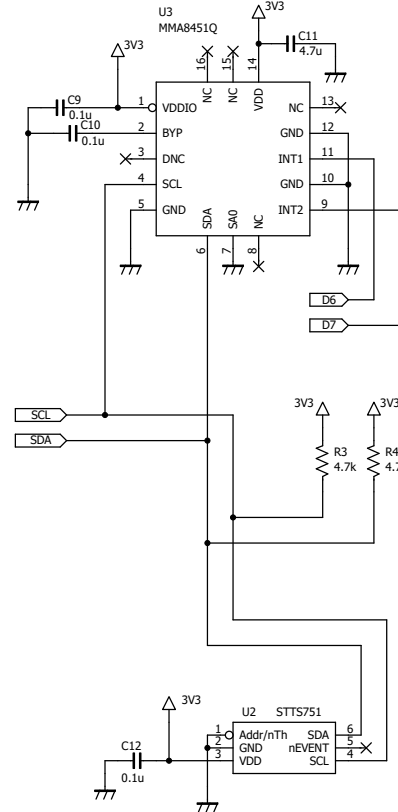 U3
MMA8451Q
3V3
C11
4.7u
3V3
16
15
14
NC
NC
VDD
C9
0.1u
1
VDDIO
NC
13
C10
0.1u
2
BYP
GND
12
3
DNC
INT1
11
4
SCL
GND
10
5
GND
INT2
9
SDA
SA0
NC
6
7
8
D6
D7
SCL
SDA
3V3
3V3
R3
4.7k
R4
4.7
3V3
U2
STTS751
1
Addr/nTh
SDA
6
2
GND
nEVENT
5
3
VDD
SCL
4
C12
0.1u